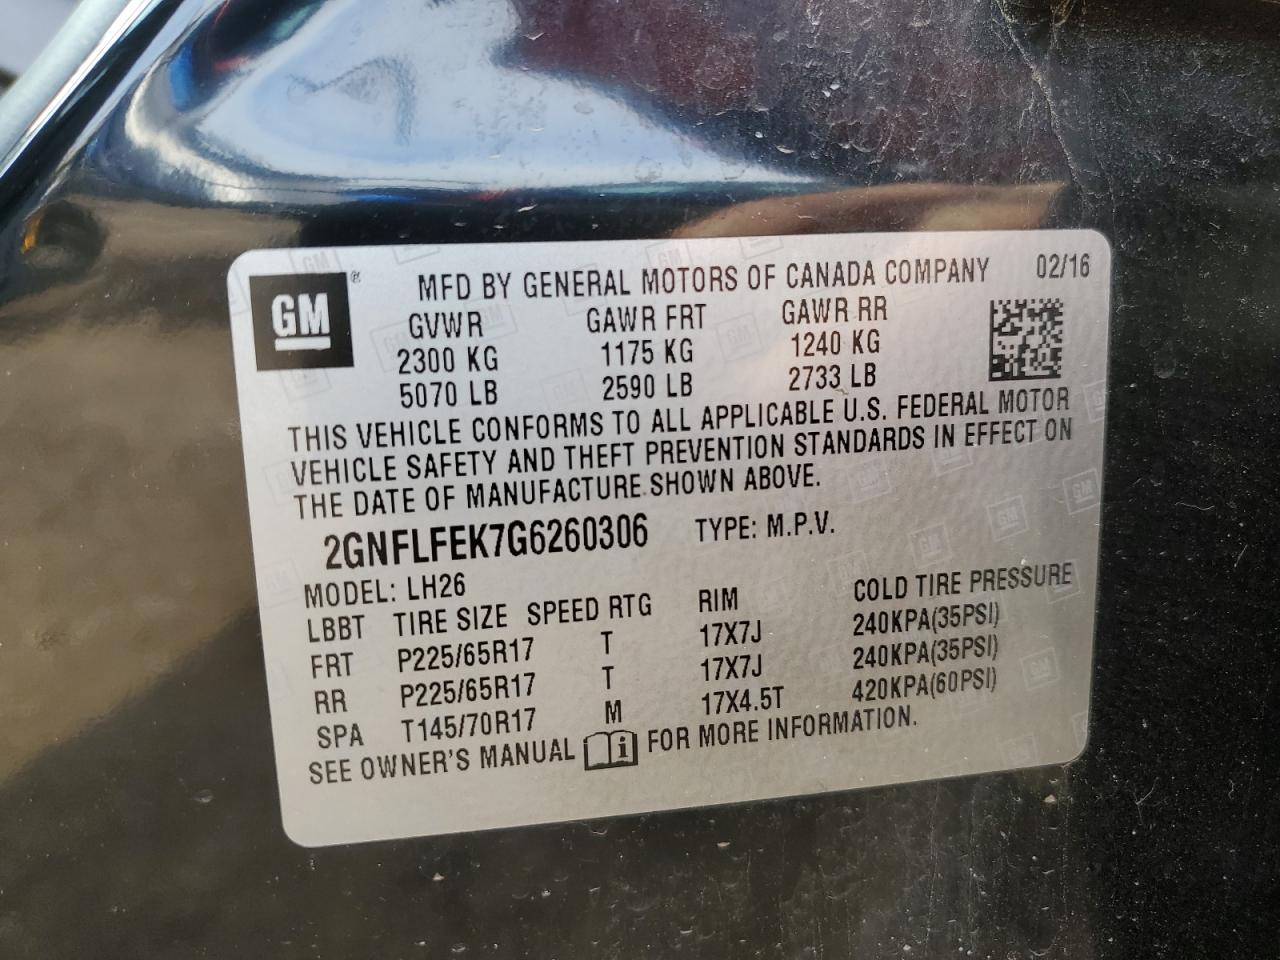 GM ® MFD BY GENERAL MOTORS OF CANADA COMPANY 02/16
GVWR GAWR FRT GAWR RR
2300 KG 1175 KG 1240 KG
5070 LB 2590 LB 2733 LB
THIS VEHICLE CONFORMS TO ALL APPLICABLE U.S. FEDERAL MOTOR
VEHICLE SAFETY AND THEFT PREVENTION STANDARDS IN EFFECT ON
THE DATE OF MANUFACTURE SHOWN ABOVE.
2GNFLFEK7G6260306 TYPE: M.P.V.
MODEL: LH26
LBBT TIRE SIZE SPEED RTG RIM COLD TIRE PRESSURE
FRT P225/65R17 T 17X7J 240KPA(35PSI)
RR P225/65R17 T 17X7J 240KPA(35PSI)
SPA T145/70R17 M 17X4.5T 420KPA(60PSI)
SEE OWNER'S MANUAL i FOR MORE INFORMATION.